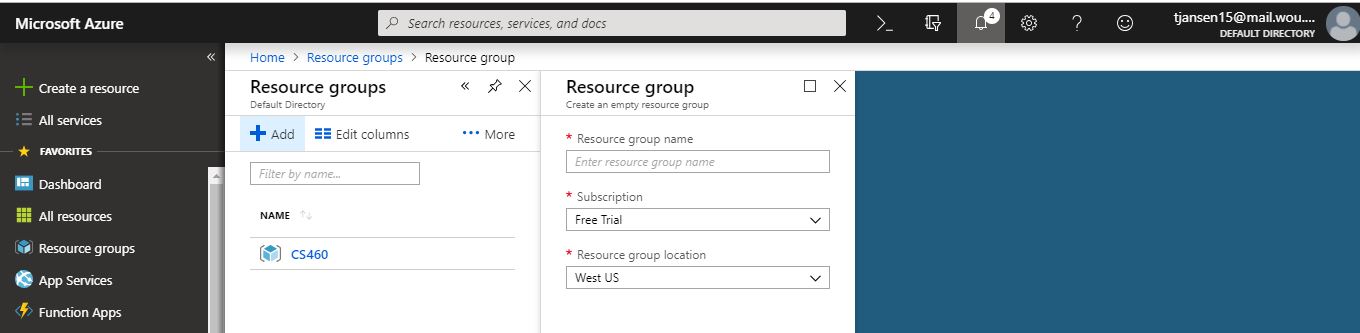 Microsoft Azure
Search resources, services, and docs
4
tjansen15@mail.wou....
DEFAULT DIRECTORY
«
Create a resource
All services
FAVORITES
Dashboard
All resources
Resource groups
App Services
Function Apps
Home > Resource groups > Resource group
Resource groups
Default Directory
Add Edit columns ••• More
Filter by name...
NAME
CS460
Resource group
Create an empty resource group
* Resource group name
Enter resource group name
* Subscription
Free Trial
* Resource group location
West US